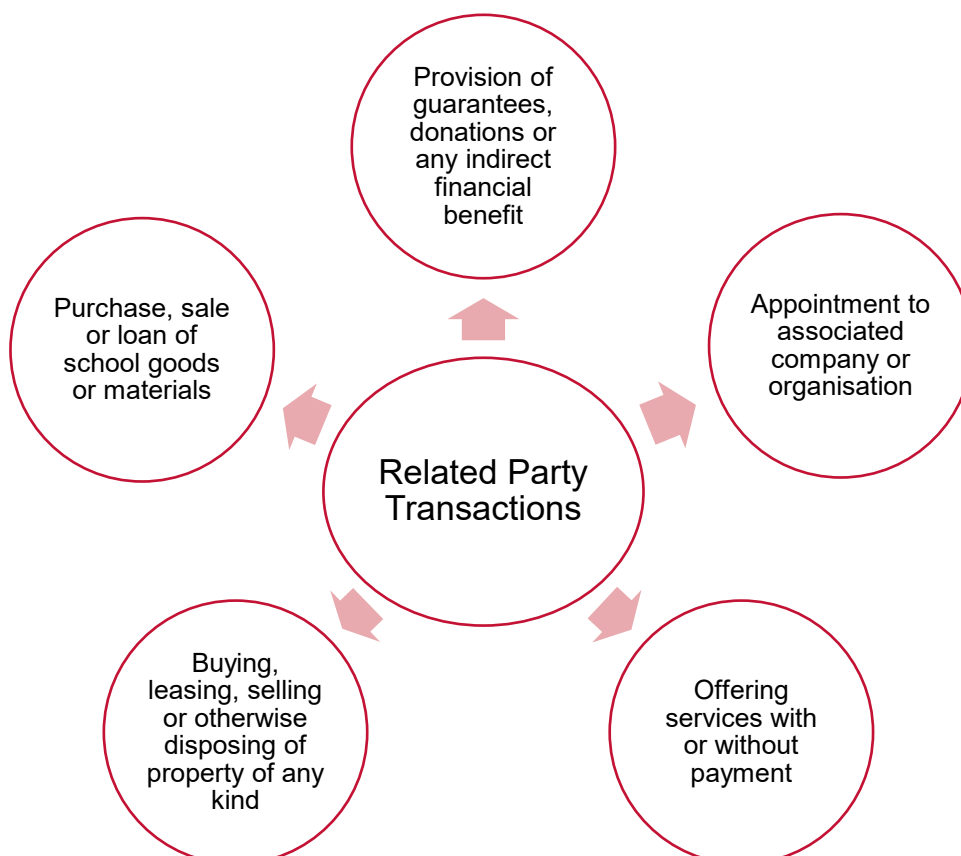 Provision of
guarantees,
donations or
any indirect
financial
benefit
Purchase, sale
or loan of
school goods
or materials
Appointment to
associated
company or
organisation
Related Party
Transactions
Buying,
leasing, selling
or otherwise
disposing of
property of any
kind
Offering
services with
or without
payment